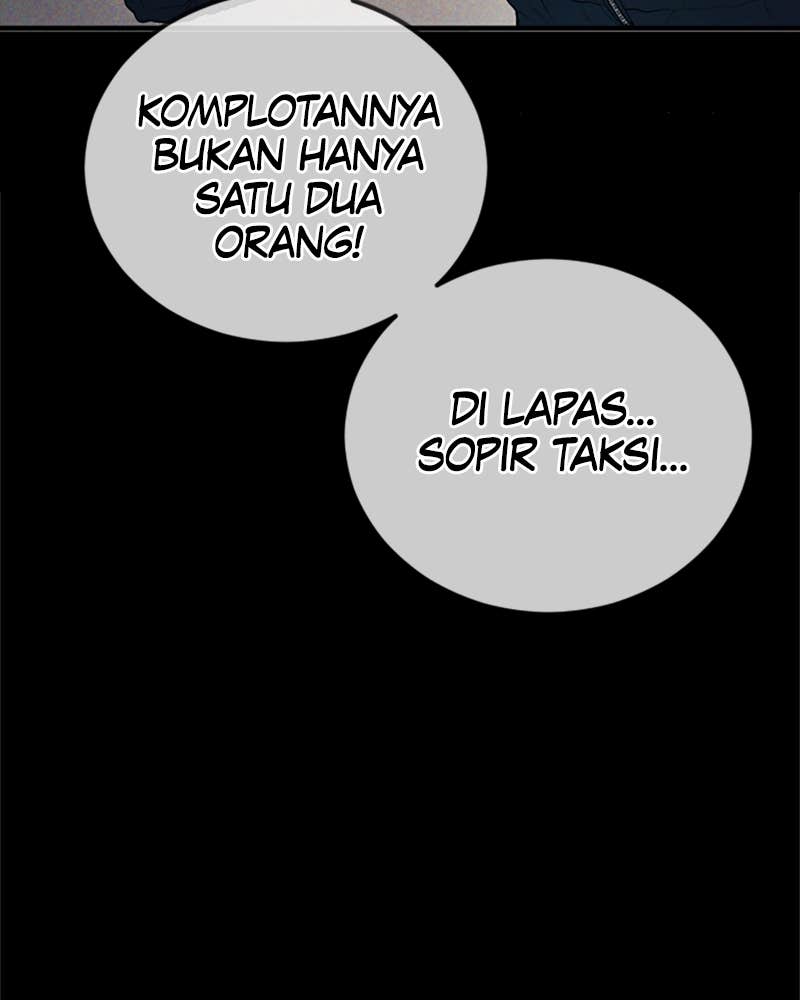 KOMPLOTANNYA
BUKAN HANYA
SATU DUA
ORANG!
DI LAPAS...
SOPIR TAKSI...